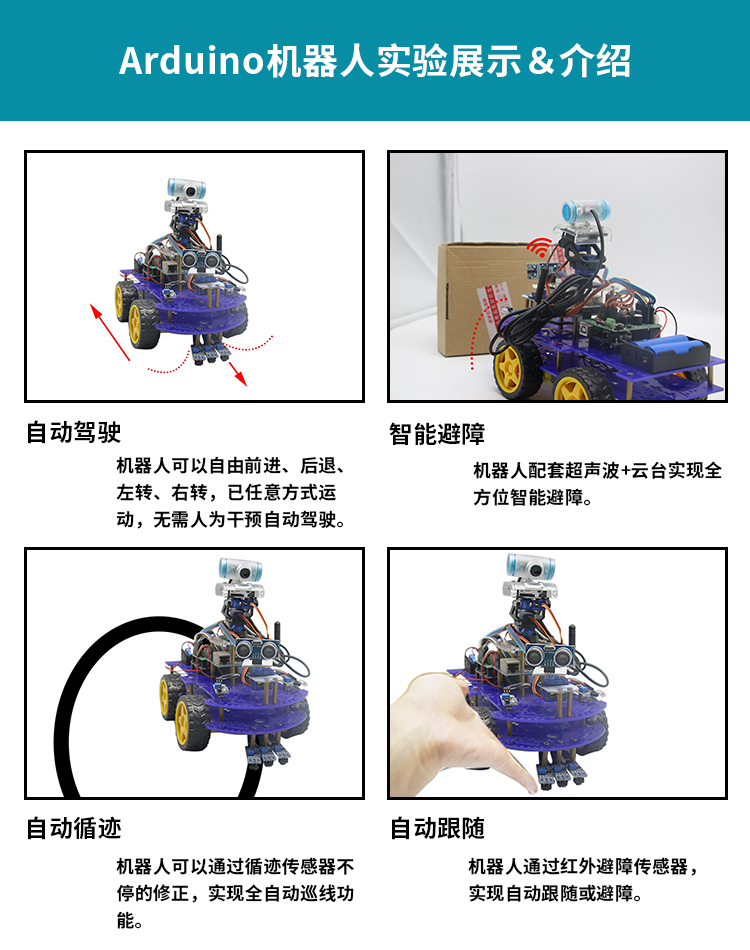 Arduino机器人实验展示＆介绍
自动驾驶
机器人可以自由前进、后退、
左转、右转，已任意方式运
动，无需人为干预自动驾驶。
智能避障
机器人配套超声波+云台实现全
方位智能避障。
自动循迹
机器人可以通过循迹传感器不
停的修正，实现全自动巡线功
能。
自动跟随
机器人通过红外避障传感器，
实现自动跟随或避障。